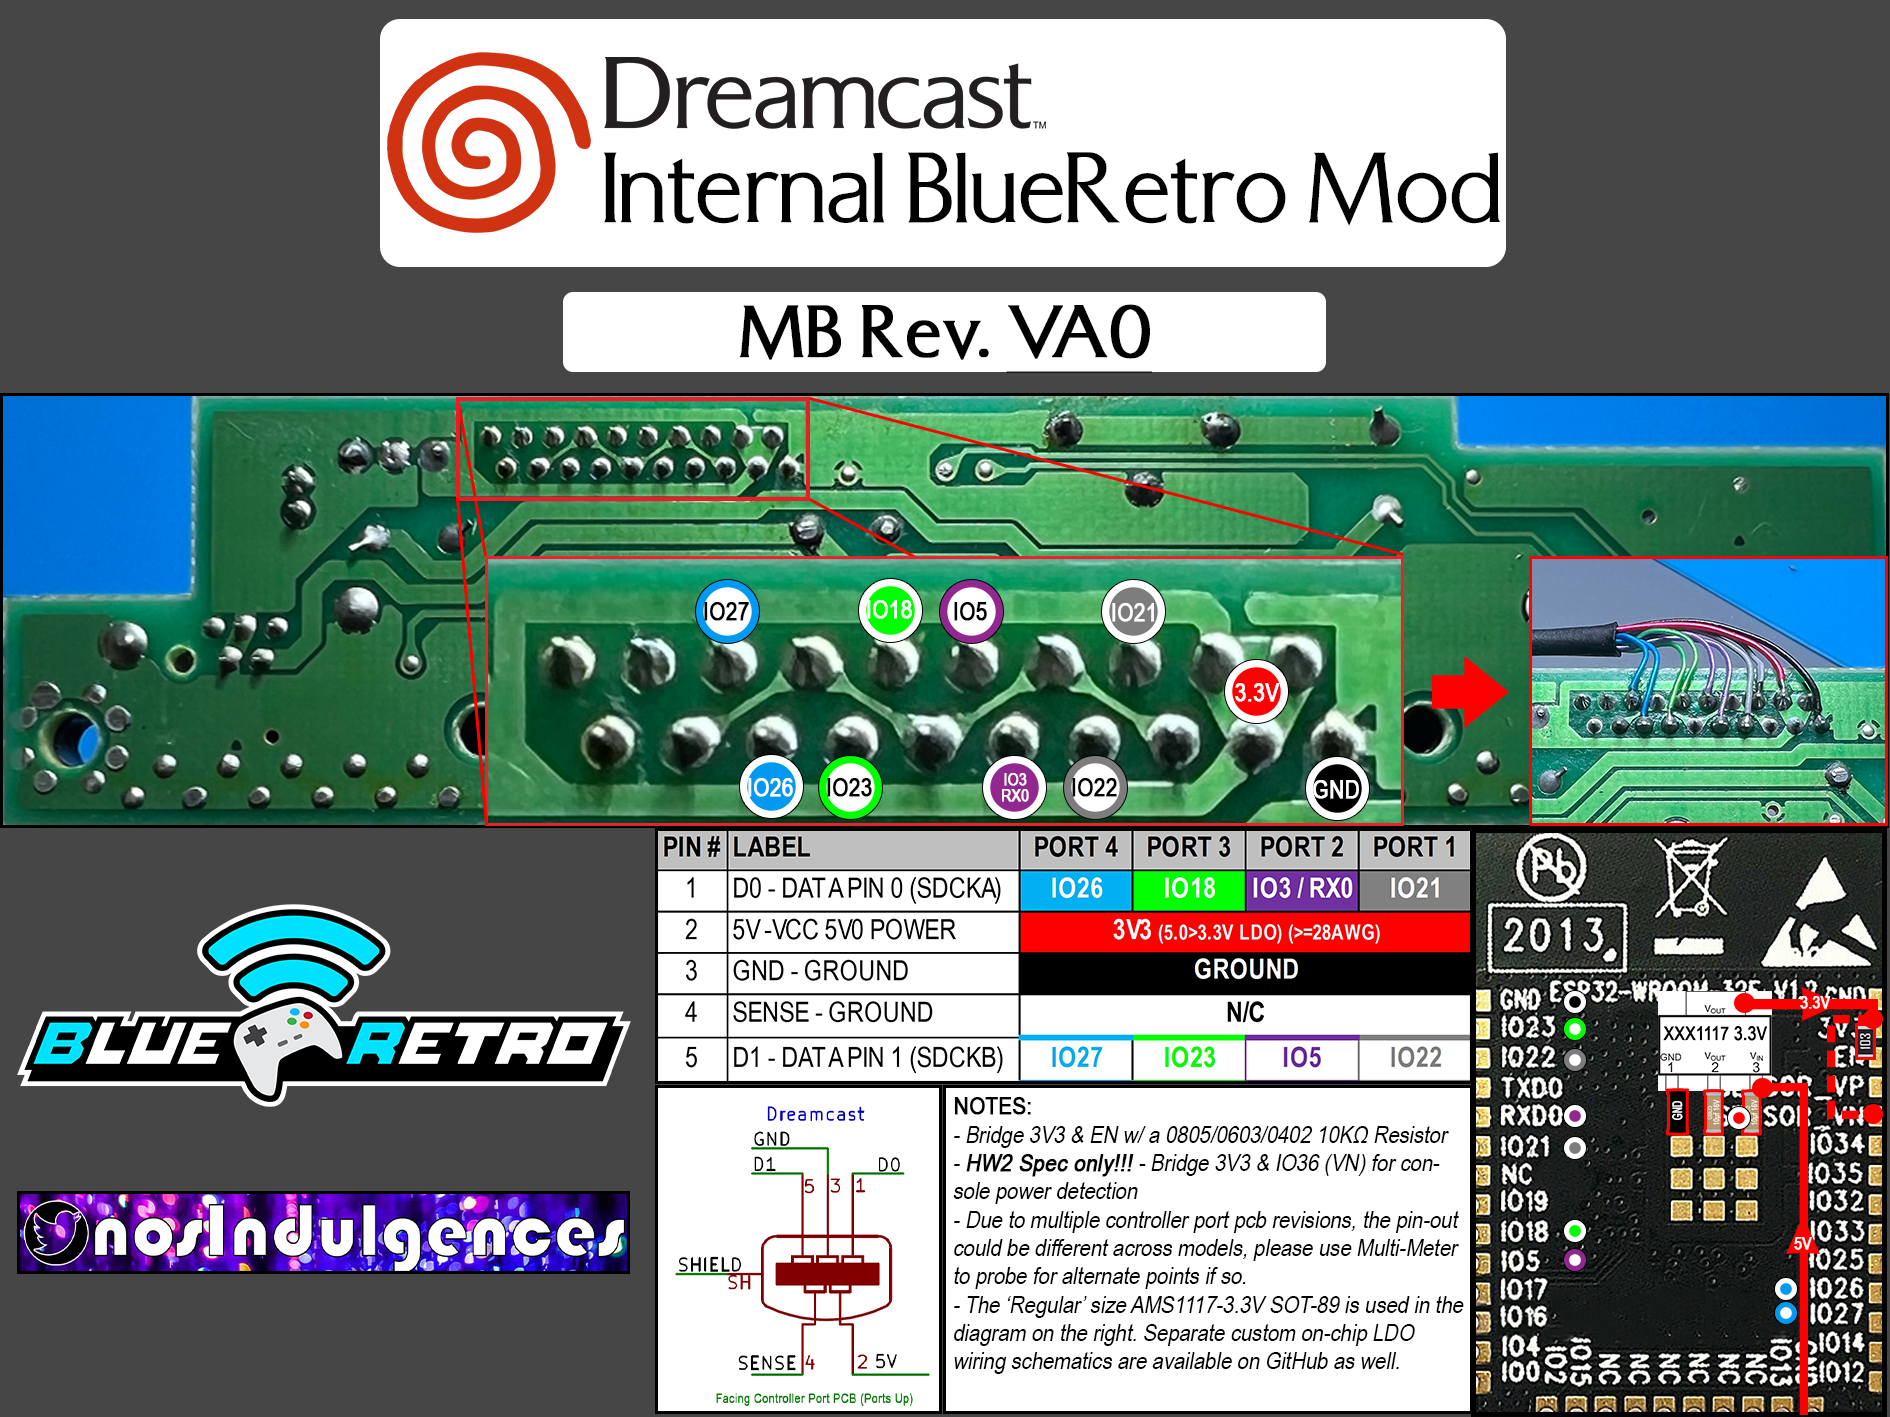 Dreamcast™
Internal BlueRetro Mod
MB Rev. VA0
IO27
IO18
IO5
IO21
3.3V
IO26
IO23
IO3
RX0
IO22
GND
PIN # LABEL PORT 4 PORT 3 PORT 2 PORT 1
1 D0 - DATA PIN 0 (SDCKA) IO26 IO18 IO3 / RX0 IO21
2 5V -VCC 5V0 POWER 3V3 (5.0>3.3V LDO) (>=28AWG)
3 GND - GROUND GROUND
4 SENSE - GROUND N/C
5 D1 - DATA PIN 1 (SDCKB) IO27 IO23 IO5 IO22
BLUERETRO
nosIndulgences
Dreamcast
GND
D1 D0
5 3 1
SHIELD
SH
SENSE 4 2 5V
Facing Controller Port PCB (Ports Up)
NOTES:
- Bridge 3V3 & EN w/ a 0805/0603/0402 10KΩ Resistor
- HW2 Spec only!!! - Bridge 3V3 & IO36 (VN) for con-
sole power detection
- Due to multiple controller port pcb revisions, the pin-out
could be different across models, please use Multi-Meter
to probe for alternate points if so.
- The ‘Regular’ size AMS1117-3.3V SOT-89 is used in the
diagram on the right. Separate custom on-chip LDO
wiring schematics are available on GitHub as well.
Pb
2013
GND
IO23
IO22
TXD0
RXD0
IO21
NC
IO19
IO18
IO5
IO17
IO16
IO4
IO0
VOUT
3.3V
XXX1117 3.3V
GND VOUT VIN
1 2 3
GND
103
VP
IO34
IO35
IO32
IO33
5V
IO25
IO26
IO27
IO14
IO12
IO2
IO15
NC
NC
NC
NC
NC
NC
IO13